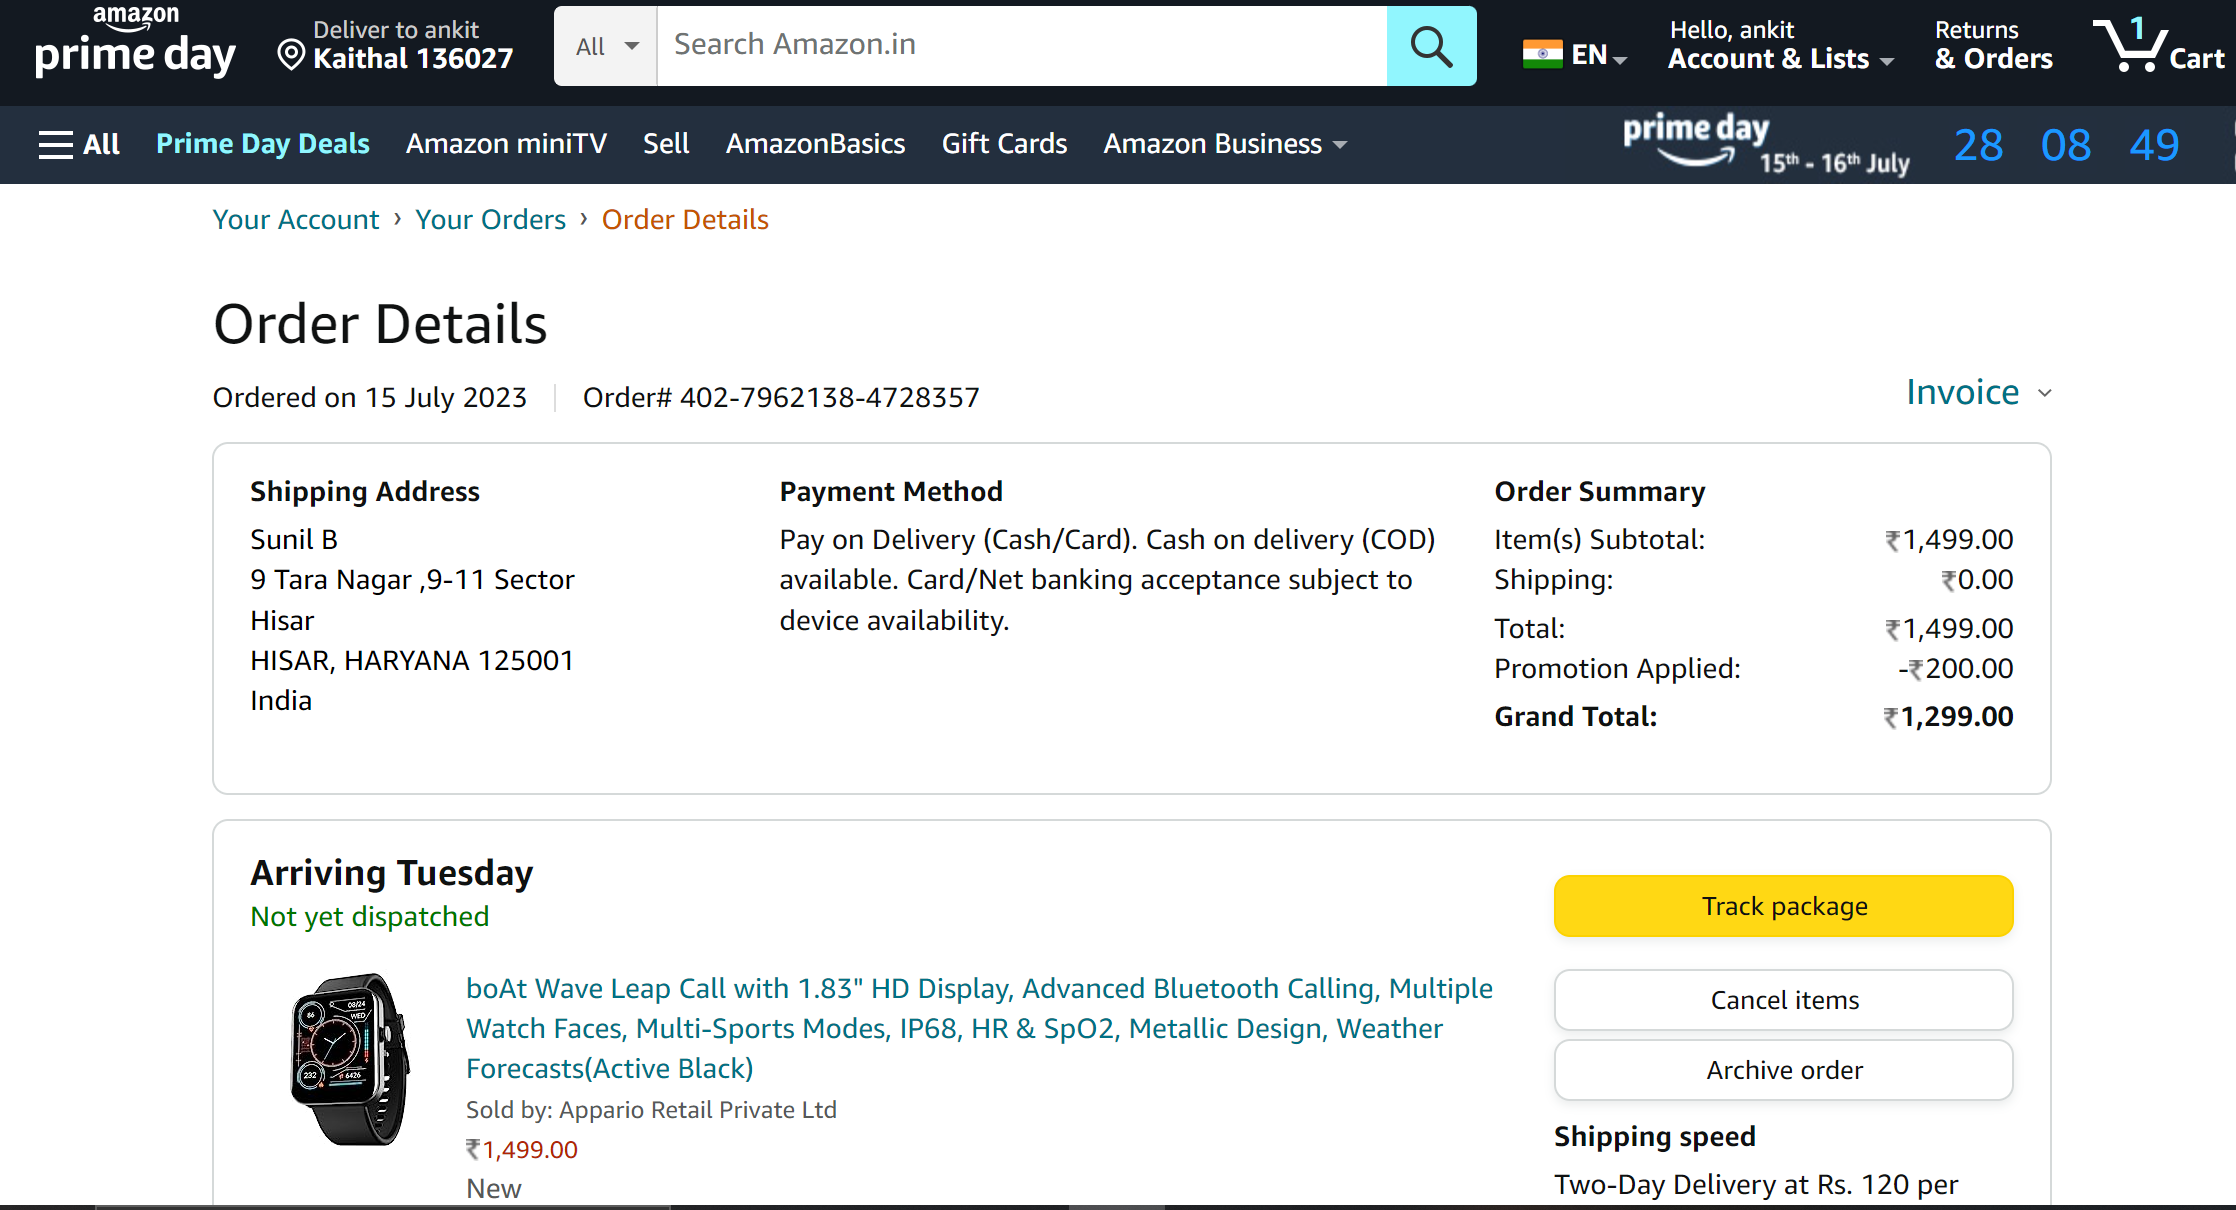 amazon
prime day
Deliver to ankit
Kaithal 136027
All
Search Amazon.in
EN
Hello, ankit
Account & Lists
Returns
& Orders
1
Cart
All
Prime Day Deals
Amazon miniTV
Sell
AmazonBasics
Gift Cards
Amazon Business
prime day
15th - 16th July
28 08 49
Your Account › Your Orders › Order Details
Order Details
Ordered on 15 July 2023
Order# 402-7962138-4728357
Invoice
Shipping Address
Sunil B
9 Tara Nagar ,9-11 Sector
Hisar
HISAR, HARYANA 125001
India
Payment Method
Pay on Delivery (Cash/Card). Cash on delivery (COD)
available. Card/Net banking acceptance subject to
device availability.
Order Summary
Item(s) Subtotal: ₹1,499.00
Shipping: ₹0.00
Total: ₹1,499.00
Promotion Applied: -₹200.00
Grand Total: ₹1,299.00
Arriving Tuesday
Not yet dispatched
08/24
WED
86
232
6426
boAt Wave Leap Call with 1.83" HD Display, Advanced Bluetooth Calling, Multiple
Watch Faces, Multi-Sports Modes, IP68, HR & SpO2, Metallic Design, Weather
Forecasts(Active Black)
Sold by: Appario Retail Private Ltd
₹1,499.00
New
Track package
Cancel items
Archive order
Shipping speed
Two-Day Delivery at Rs. 120 per